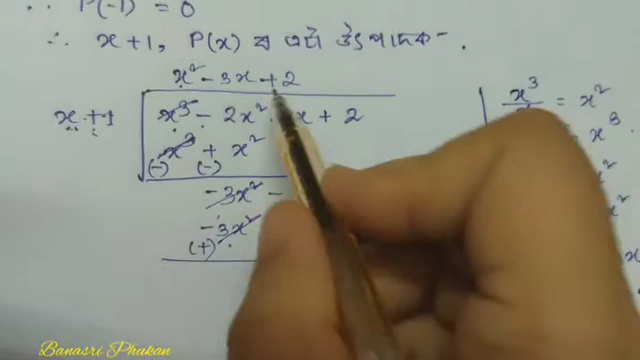 ∴ P(-1) = 0
∴ x+1, P(x) ৰ এটা উৎপাদক.
x² - 3x + 2
x+1 x³ - 2x² x + 2
x³ + x²
(-) (-)
-3x² -
-3x²
(+)
x³ = x²
x³
Banasri Phukan